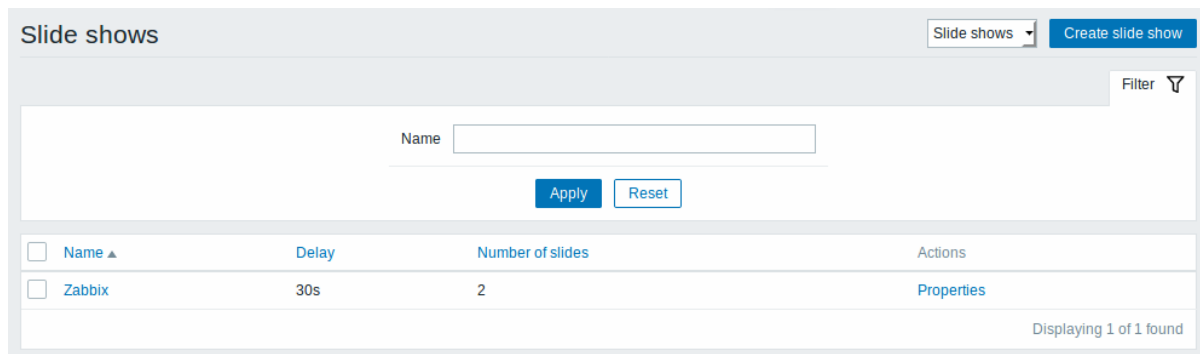 Slide shows Slide shows Create slide show
Filter
Name
Apply Reset
Name Delay Number of slides Actions
Zabbix 30s 2 Properties
Displaying 1 of 1 found